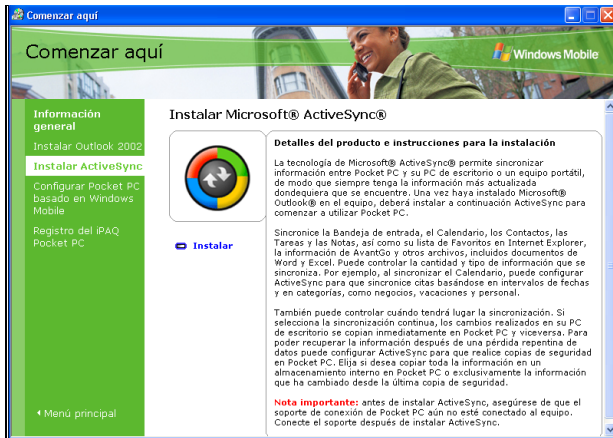 Comenzar aquí
Comenzar aquí
Windows Mobile
Información
general
Instalar Outlook 2002
Instalar ActiveSync
Configurar Pocket PC
basado en Windows
Mobile
Registro del iPAQ
Pocket PC
Menú principal
Instalar Microsoft® ActiveSync®
Instalar
Detalles del producto e instrucciones para la instalación
La tecnología de Microsoft® ActiveSync® permite sincronizar
información entre Pocket PC y su PC de escritorio o un equipo portátil,
de modo que siempre tenga la información más actualizada
dondequiera que se encuentre. Una vez haya instalado Microsoft®
Outlook® en el equipo, deberá instalar a continuación ActiveSync para
comenzar a utilizar Pocket PC.
Sincronice la Bandeja de entrada, el Calendario, los Contactos, las
Tareas y las Notas, así como su lista de Favoritos en Internet Explorer,
la información de AvantGo y otros archivos, incluidos documentos de
Word y Excel. Puede controlar la cantidad y tipo de información que se
sincroniza. Por ejemplo, al sincronizar el Calendario, puede configurar
ActiveSync para que sincronice citas basándose en intervalos de fechas
y en categorías, como negocios, vacaciones y personal.
También puede controlar cuándo tendrá lugar la sincronización. Si
selecciona la sincronización continua, los cambios realizados en su PC
de escritorio se copian inmediatamente en Pocket PC y viceversa. Para
poder recuperar la información después de una pérdida repentina de
datos puede configurar ActiveSync para que realice copias de seguridad
en Pocket PC. Elija si desea copiar toda la información en un
almacenamiento interno en Pocket PC o exclusivamente la información
que ha cambiado desde la última copia de seguridad.
Nota importante: antes de instalar ActiveSync, asegúrese de que el
soporte de conexión de Pocket PC aún no esté conectado al equipo.
Conecte el soporte después de instalar ActiveSync.